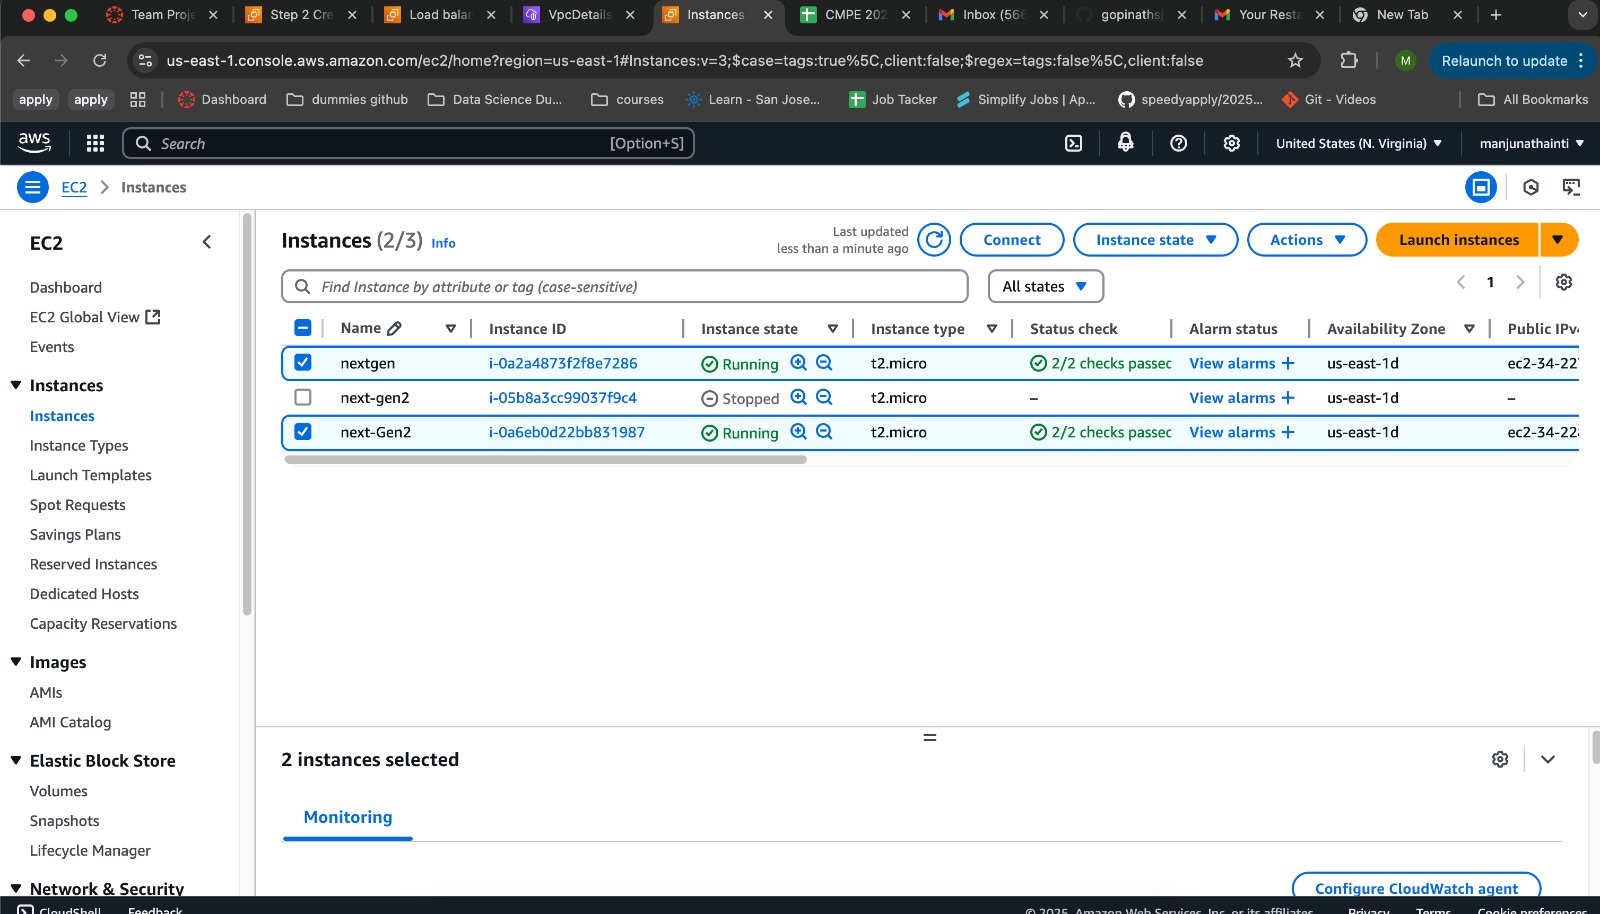 Team Proje
Step 2 Cre
Load balan
VpcDetails
Instances
CMPE 202
Inbox (566
gopinaths
Your Resta
New Tab
us-east-1.console.aws.amazon.com/ec2/home?region=us-east-1#Instances:v=3;$case=tags:true%5C,client:false;$regex=tags:false%5C,client:false
M
Relaunch to update
apply
apply
Dashboard
dummies github
Data Science Du...
courses
Learn - San Jose...
Job Tacker
Simplify Jobs | Ap...
speedyapply/2025...
Git - Videos
All Bookmarks
aws
Search
[Option+S]
United States (N. Virginia)
manjunathainti
EC2
Instances
EC2
Dashboard
EC2 Global View
Events
Instances
Instances
Instance Types
Launch Templates
Spot Requests
Savings Plans
Reserved Instances
Dedicated Hosts
Capacity Reservations
Images
AMIs
AMI Catalog
Elastic Block Store
Volumes
Snapshots
Lifecycle Manager
Network & Security
Instances (2/3) Info
Last updated
less than a minute ago
Connect
Instance state
Actions
Launch instances
Find Instance by attribute or tag (case-sensitive)
All states
1
Name Instance ID Instance state Instance type Status check Alarm status Availability Zone Public IPv4
nextgen i-0a2a4873f2f8e7286 Running t2.micro 2/2 checks passec View alarms + us-east-1d ec2-34-22
next-gen2 i-05b8a3cc99037f9c4 Stopped t2.micro – View alarms + us-east-1d –
next-Gen2 i-0a6eb0d22bb831987 Running t2.micro 2/2 checks passec View alarms + us-east-1d ec2-34-22
2 instances selected
Monitoring
Configure CloudWatch agent
CloudShell
Feedback
© 2025, Amazon Web Services, Inc. or its affiliates.
Privacy
Terms
Cookie preferences